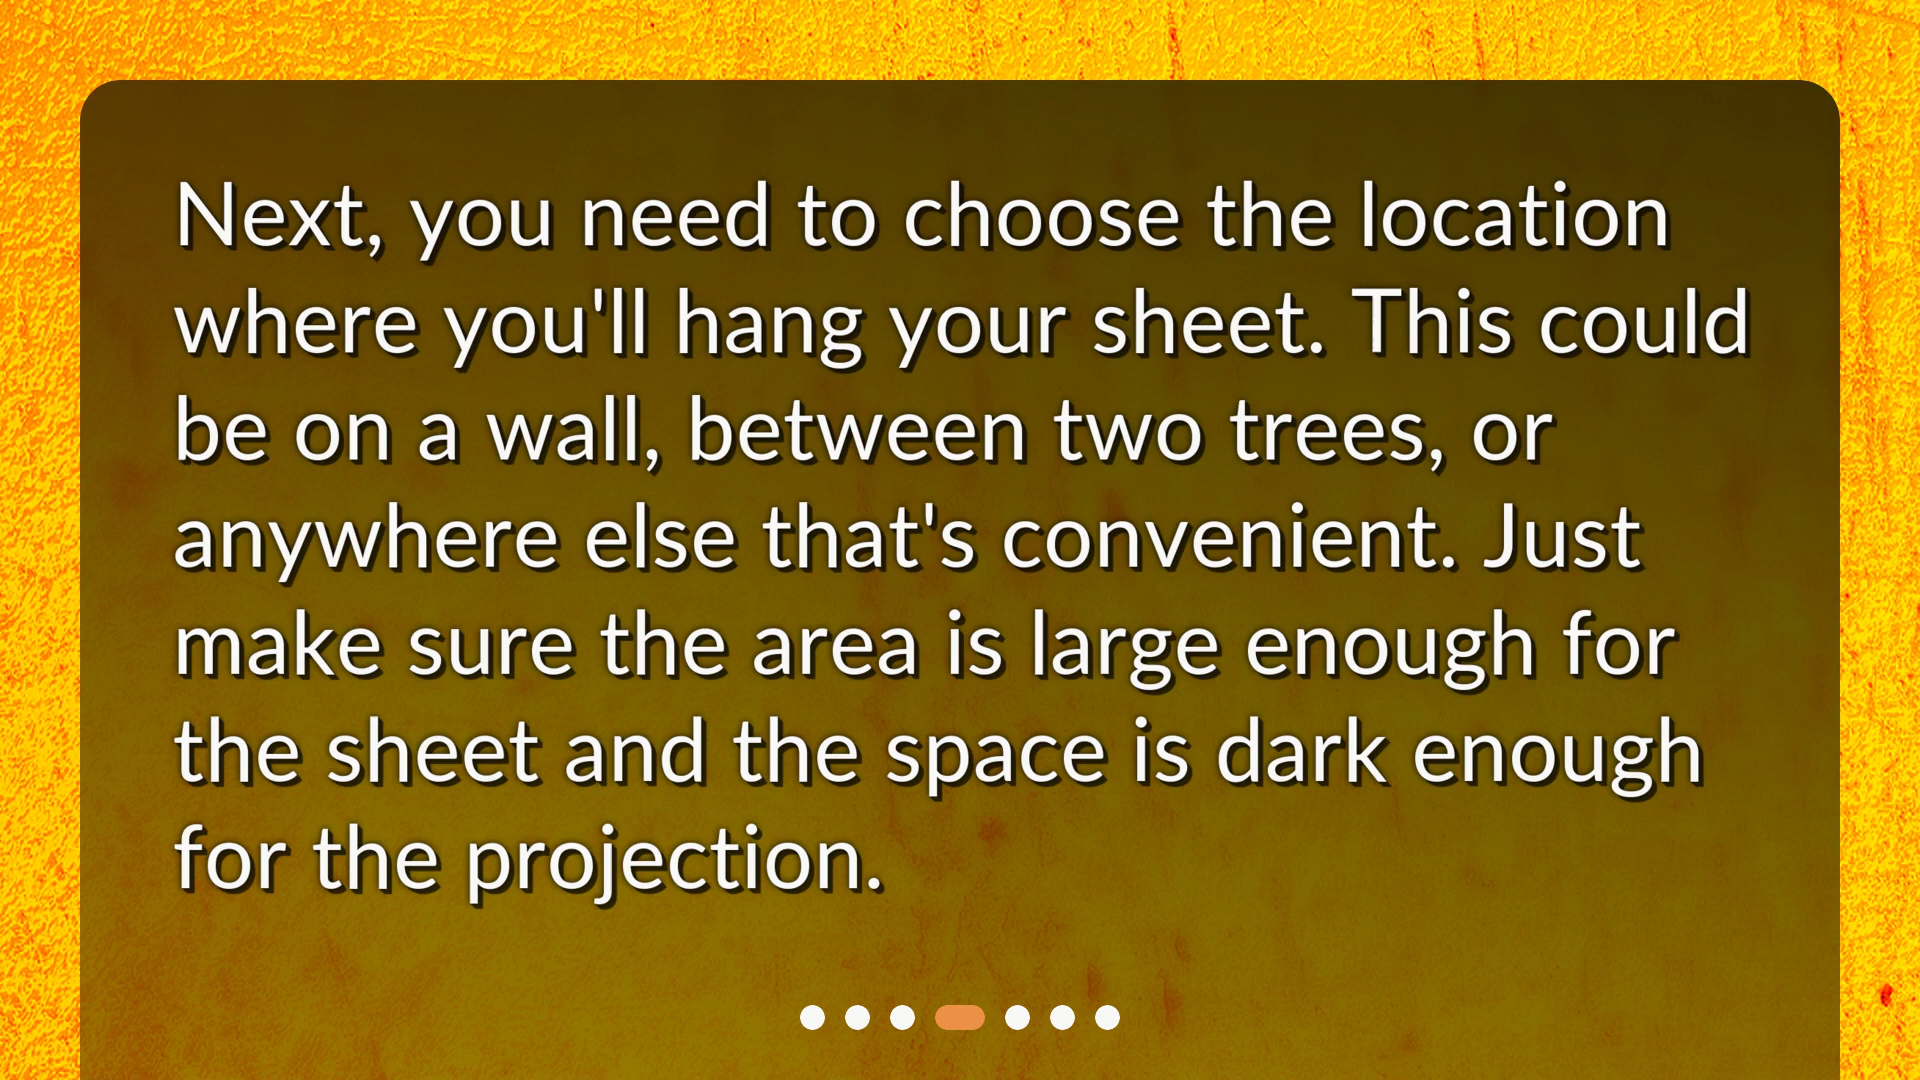 Next, you need to choose the location
where you'll hang your sheet. This could
be on a wall, between two trees, or
anywhere else that's convenient. Just
make sure the area is large enough for
the sheet and the space is dark enough
for the projection.